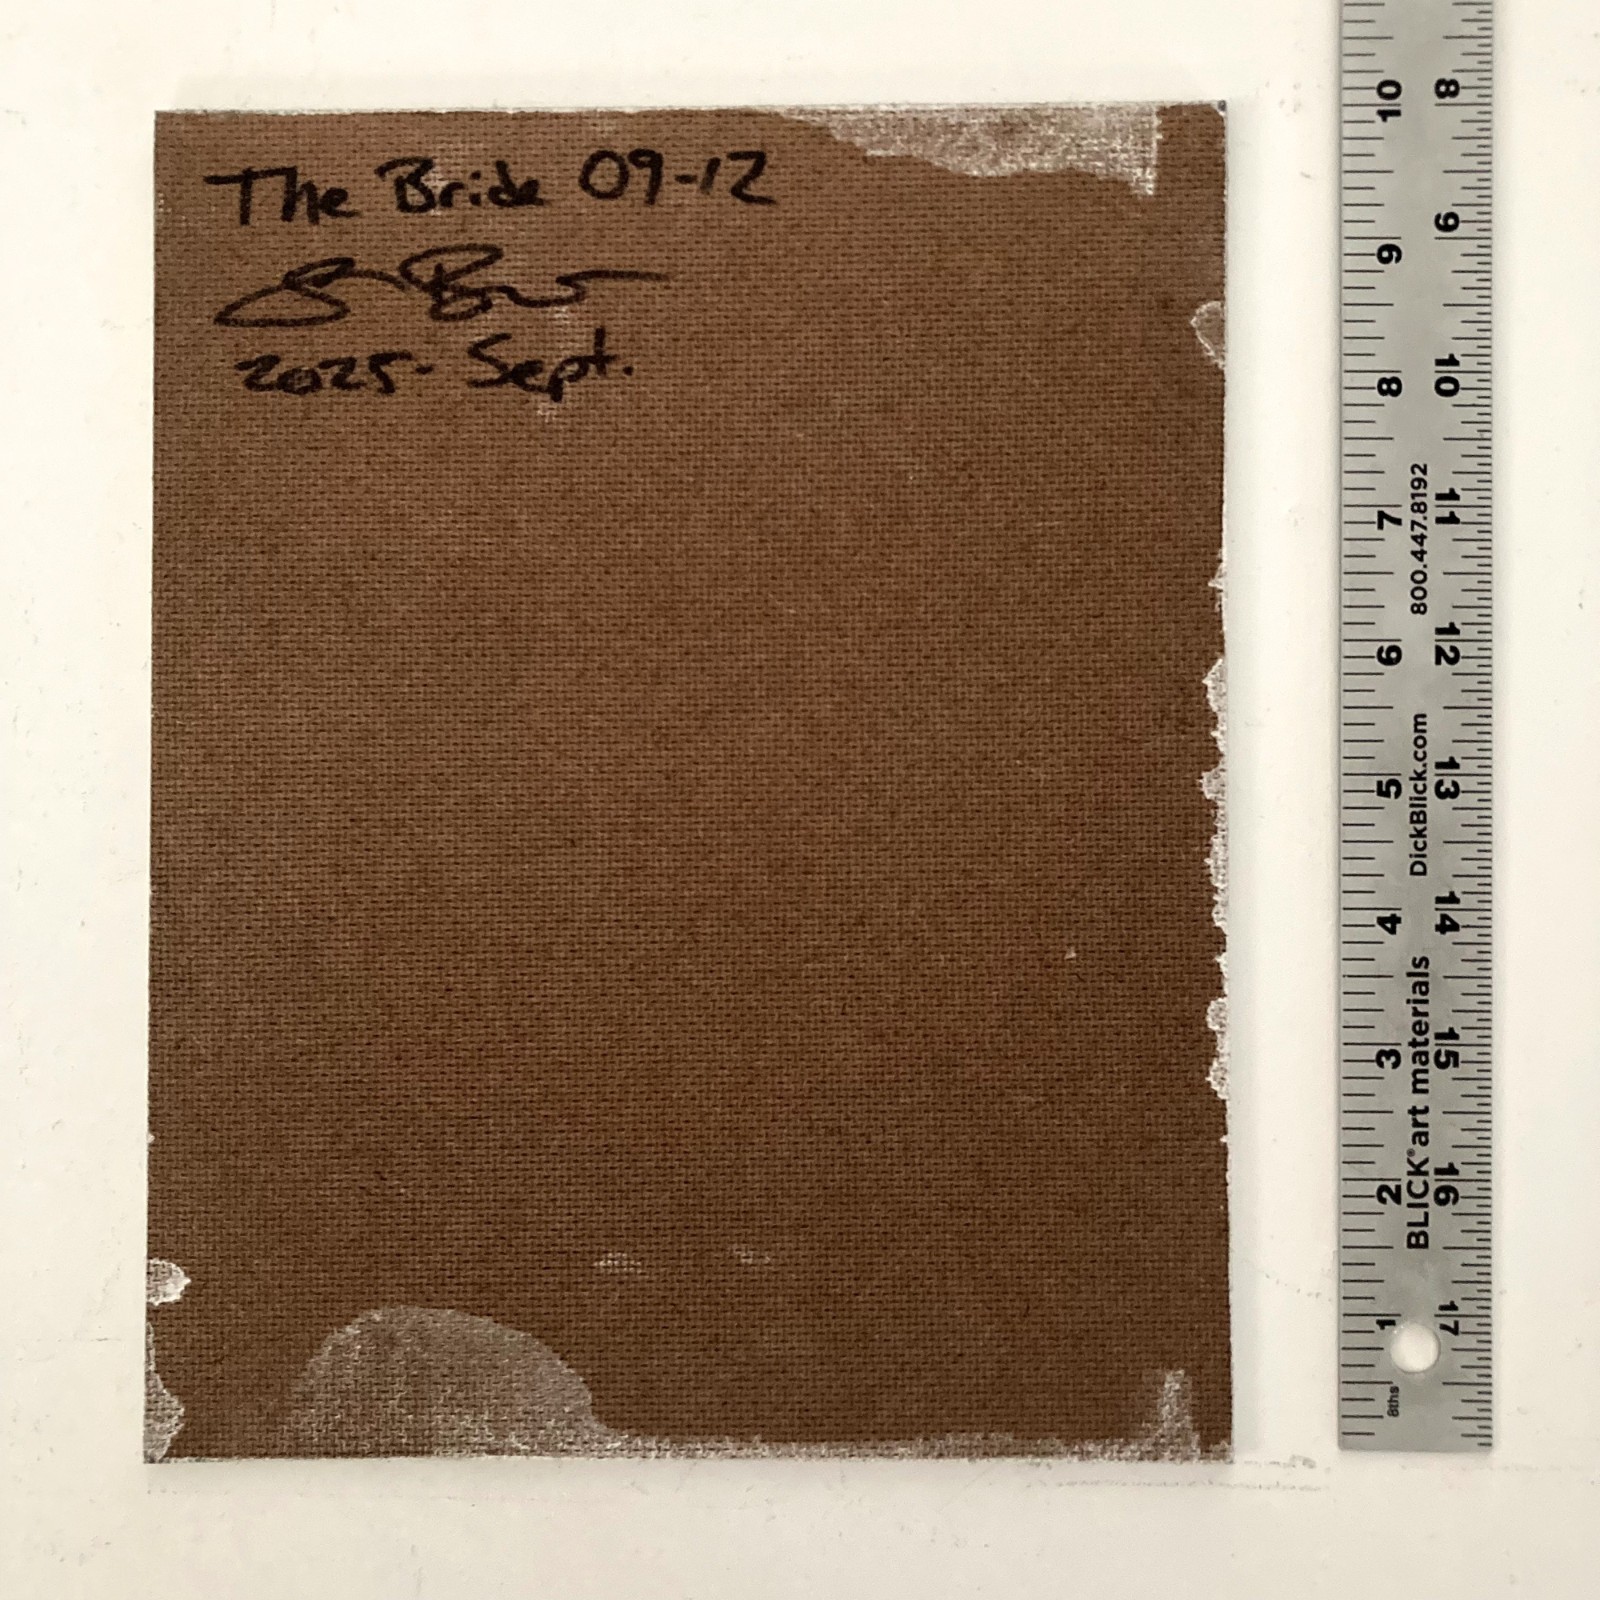 The Bride 09-12
2025- Sept.
10 9 8 7 6 5 4 3 2 1
8 9 10 11 12 13 14 15 16 17
800.447.8192
DickBlick.com
BLICK® art materials
8ths